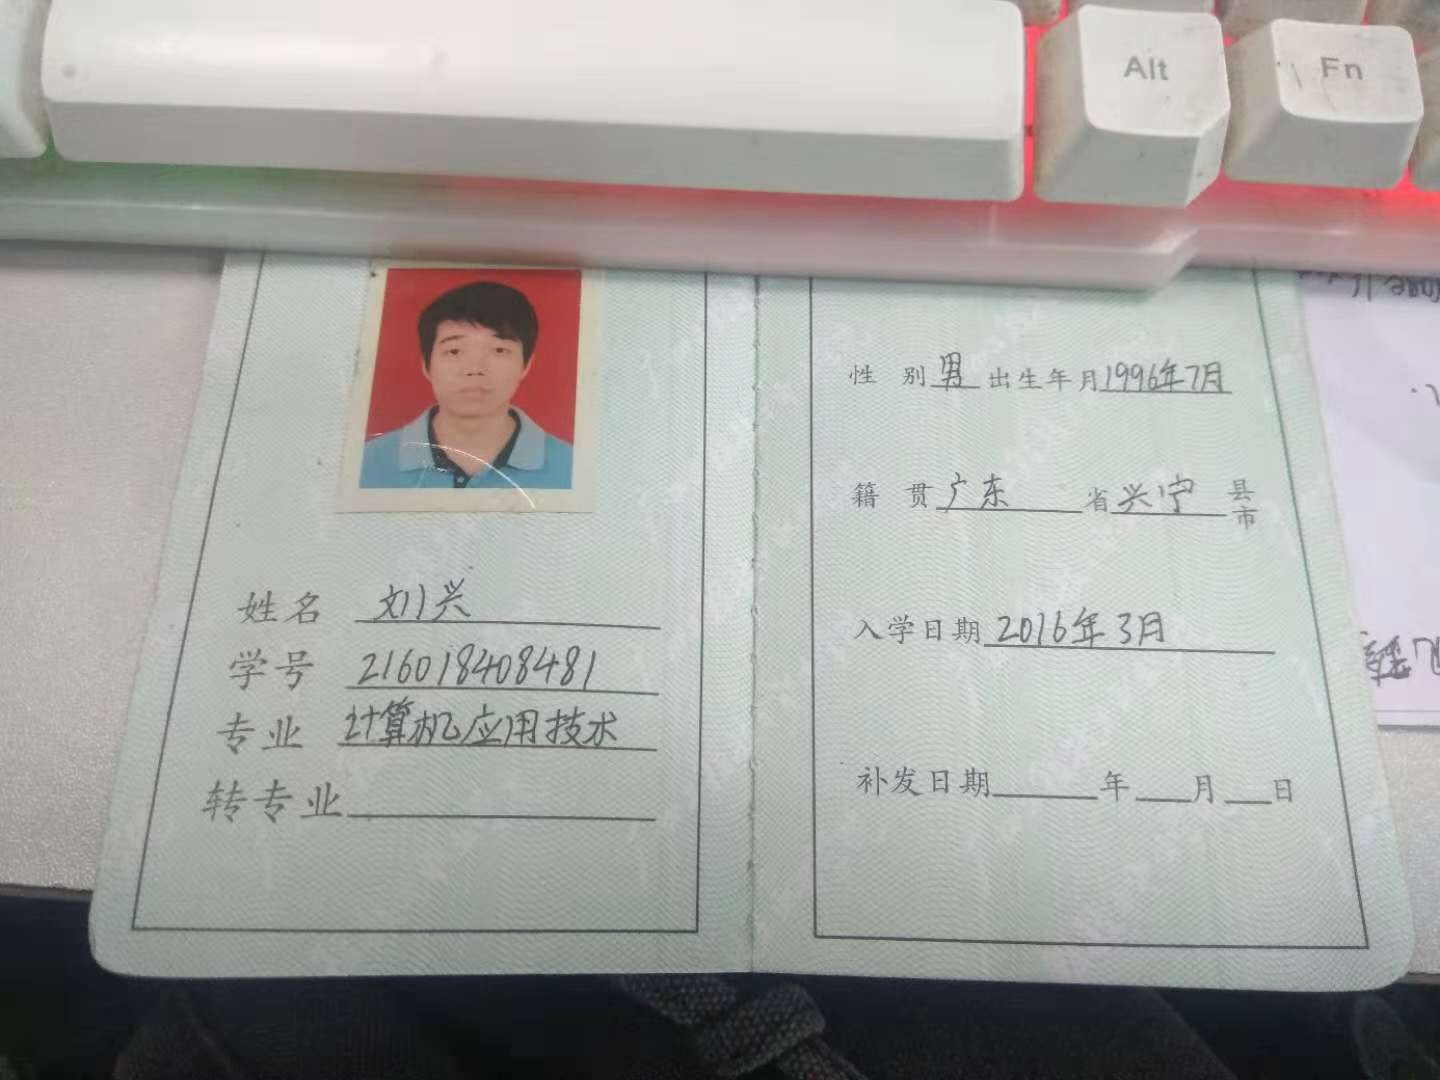 Alt
Fn
姓名 刘兴
学号 216018408481
专业 计算机应用技术
转专业
性别 男 出生年月 1996年7月
籍贯 广东 省 兴宁 县市
入学日期 2016年3月
补发日期 年 月 日